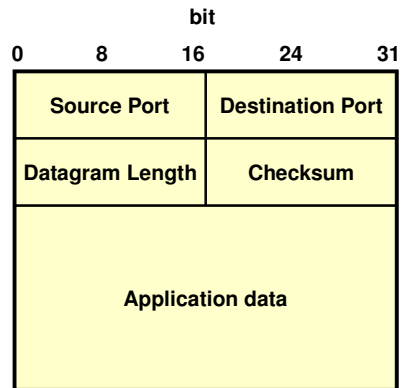 bit
0 8 16 24 31
Source Port Destination Port
Datagram Length Checksum
Application data